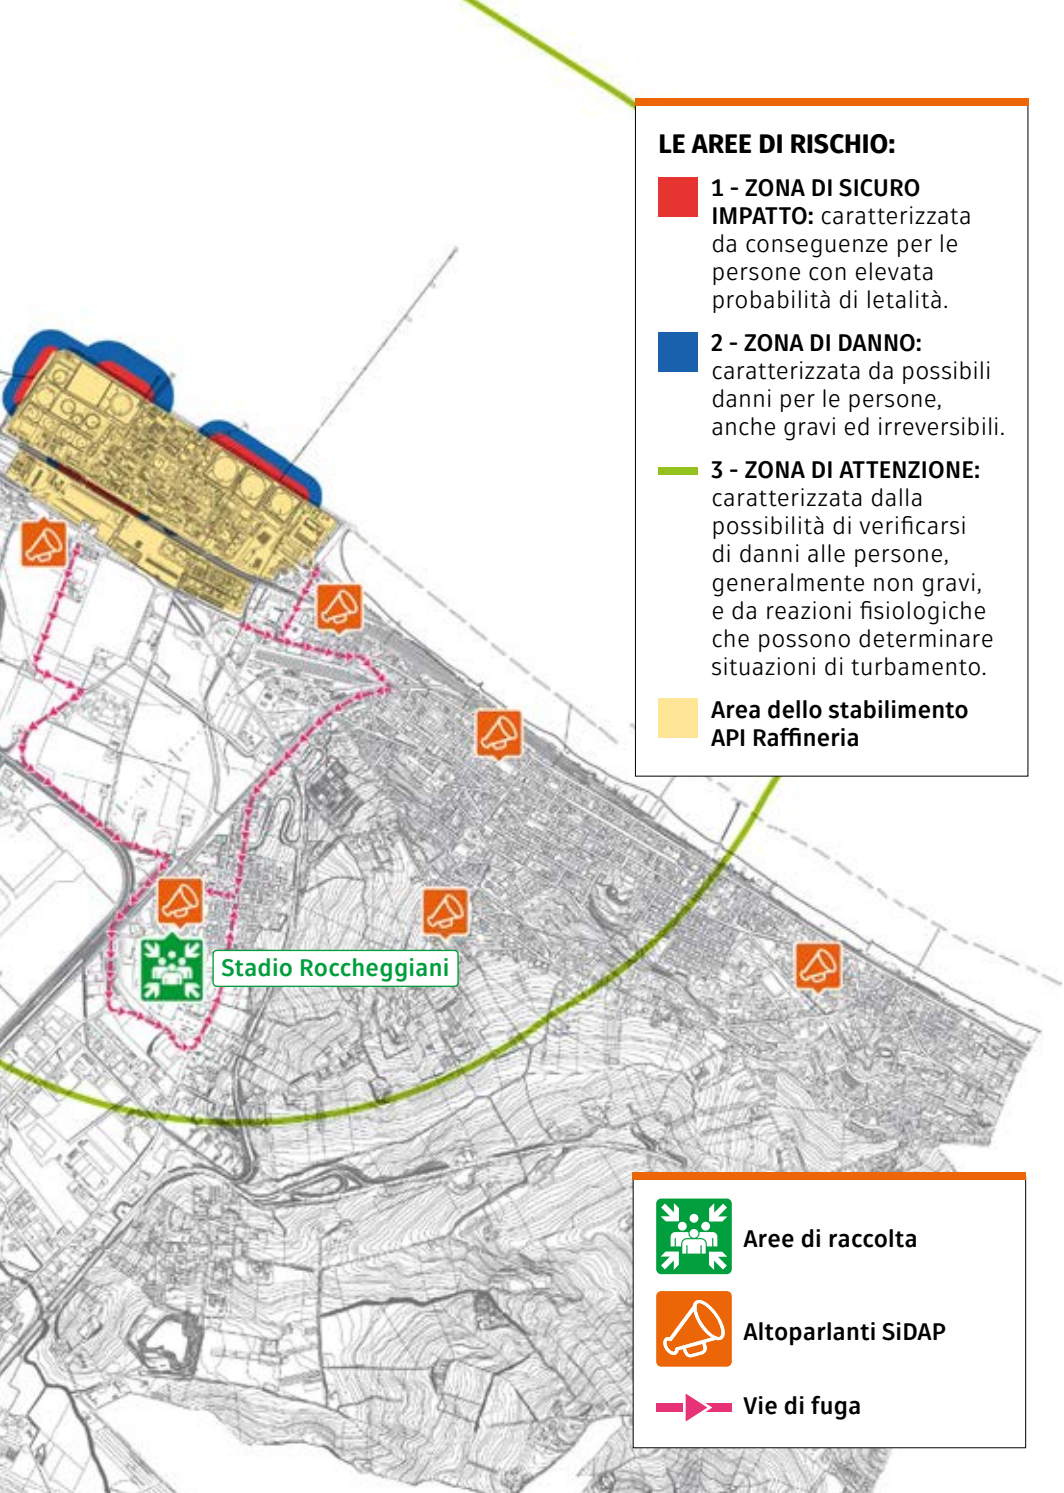 LE AREE DI RISCHIO:
1 - ZONA DI SICURO
IMPATTO: caratterizzata
da conseguenze per le
persone con elevata
probabilità di letalità.
2 - ZONA DI DANNO:
caratterizzata da possibili
danni per le persone,
anche gravi ed irreversibili.
3 - ZONA DI ATTENZIONE:
caratterizzata dalla
possibilità di verificarsi
di danni alle persone,
generalmente non gravi,
e da reazioni fisiologiche
che possono determinare
situazioni di turbamento.
Area dello stabilimento
API Raffineria
Stadio Roccheggiani
Aree di raccolta
Altoparlanti SiDAP
Vie di fuga